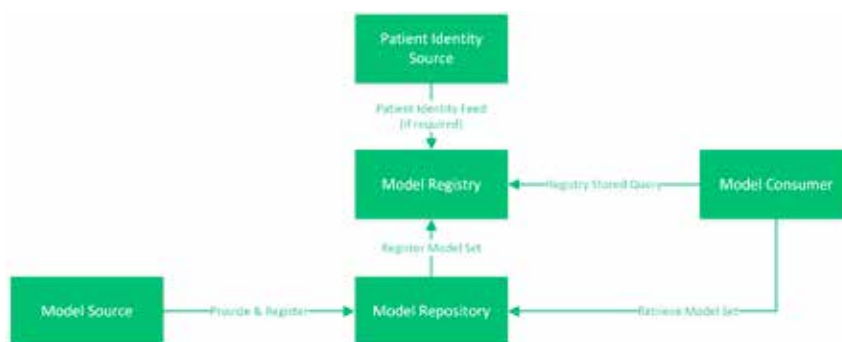 Patient Identity
Source
Patient Identity Feed
(if required)
Model Registry
Registry Stored Query
Model Consumer
Register Model Set
Model Source
Provide & Register
Model Repository
Retrieve Model Set